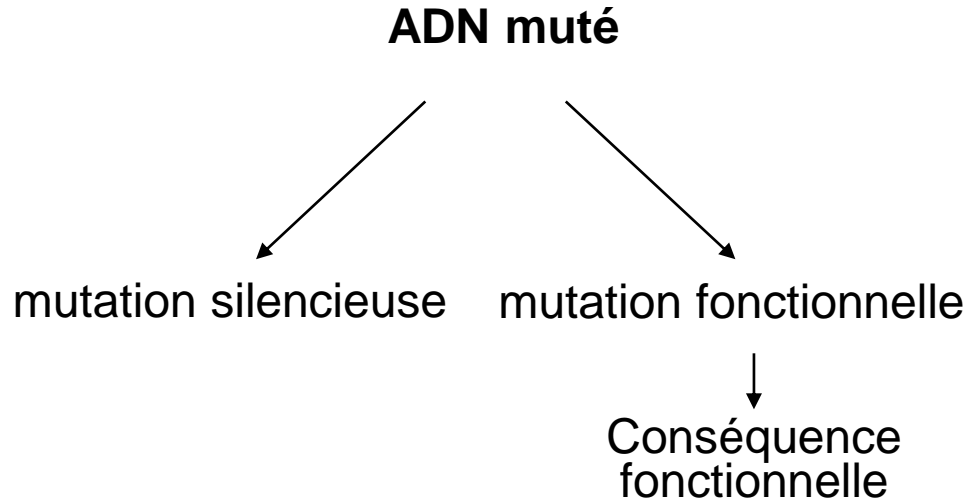 ADN muté
mutation silencieuse
mutation fonctionnelle
Conséquence
fonctionnelle